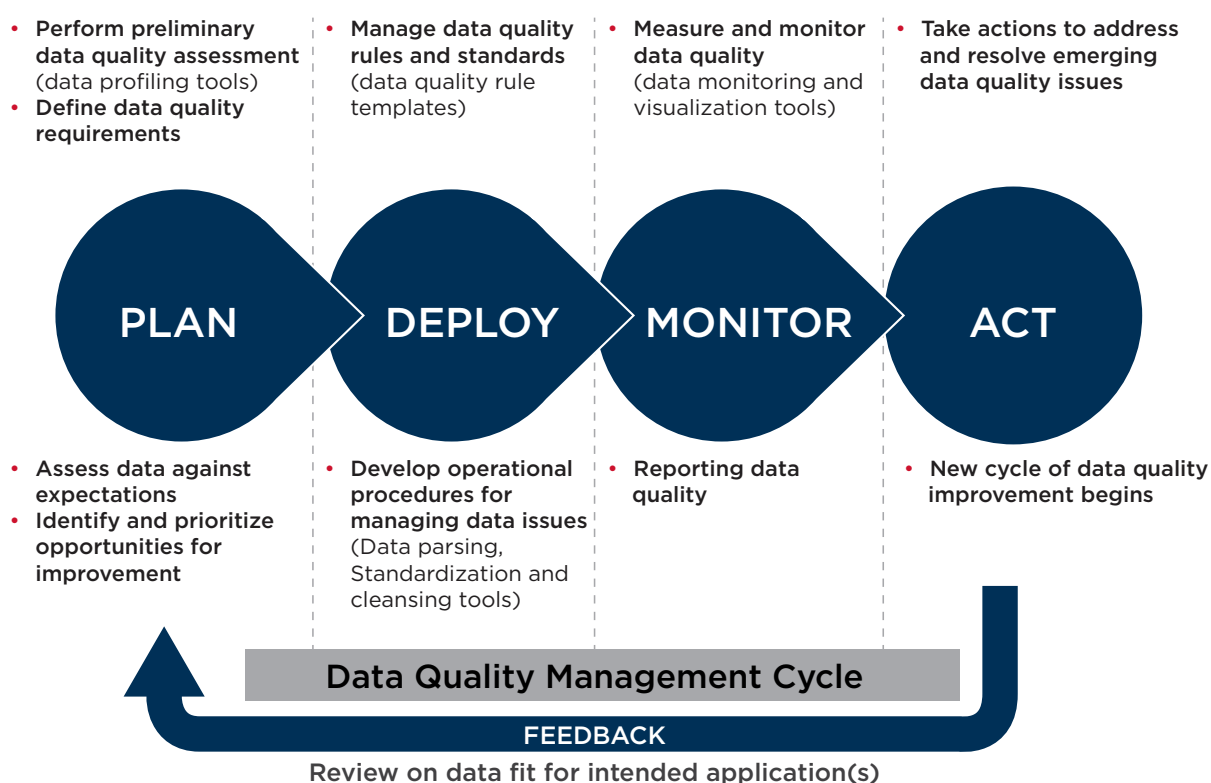 • Perform preliminary
data quality assessment
(data profiling tools)
• Define data quality
requirements
• Manage data quality
rules and standards
(data quality rule
templates)
• Measure and monitor
data quality
(data monitoring and
visualization tools)
• Take actions to address
and resolve emerging
data quality issues
PLAN
DEPLOY
MONITOR
ACT
• Assess data against
expectations
• Identify and prioritize
opportunities for
improvement
• Develop operational
procedures for
managing data issues
(Data parsing,
Standardization and
cleansing tools)
• Reporting data
quality
• New cycle of data quality
improvement begins
Data Quality Management Cycle
FEEDBACK
Review on data fit for intended application(s)